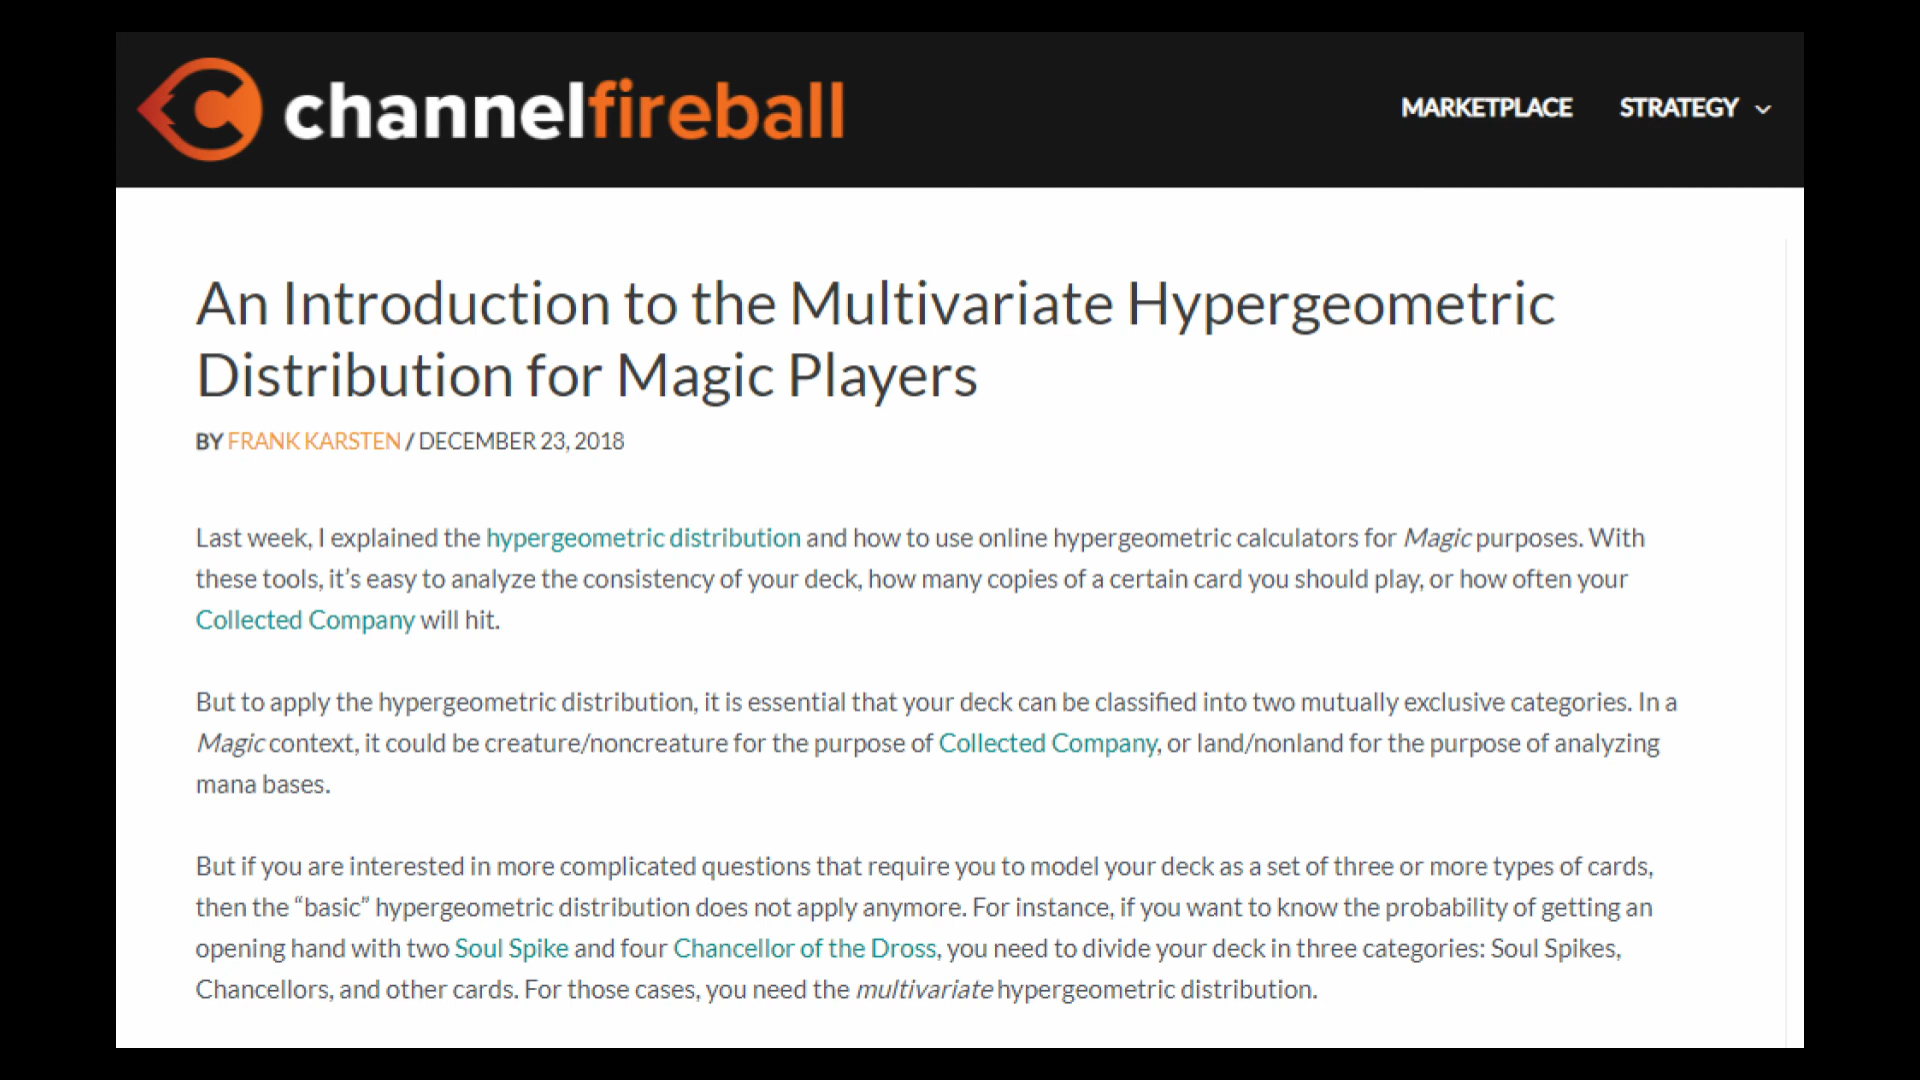 channelfireball
MARKETPLACE STRATEGY
An Introduction to the Multivariate Hypergeometric
Distribution for Magic Players
BY FRANK KARSTEN / DECEMBER 23, 2018
Last week, I explained the hypergeometric distribution and how to use online hypergeometric calculators for Magic purposes. With
these tools, it’s easy to analyze the consistency of your deck, how many copies of a certain card you should play, or how often your
Collected Company will hit.
But to apply the hypergeometric distribution, it is essential that your deck can be classified into two mutually exclusive categories. In a
Magic context, it could be creature/noncreature for the purpose of Collected Company, or land/nonland for the purpose of analyzing
mana bases.
But if you are interested in more complicated questions that require you to model your deck as a set of three or more types of cards,
then the “basic” hypergeometric distribution does not apply anymore. For instance, if you want to know the probability of getting an
opening hand with two Soul Spike and four Chancellor of the Dross, you need to divide your deck in three categories: Soul Spikes,
Chancellors, and other cards. For those cases, you need the multivariate hypergeometric distribution.